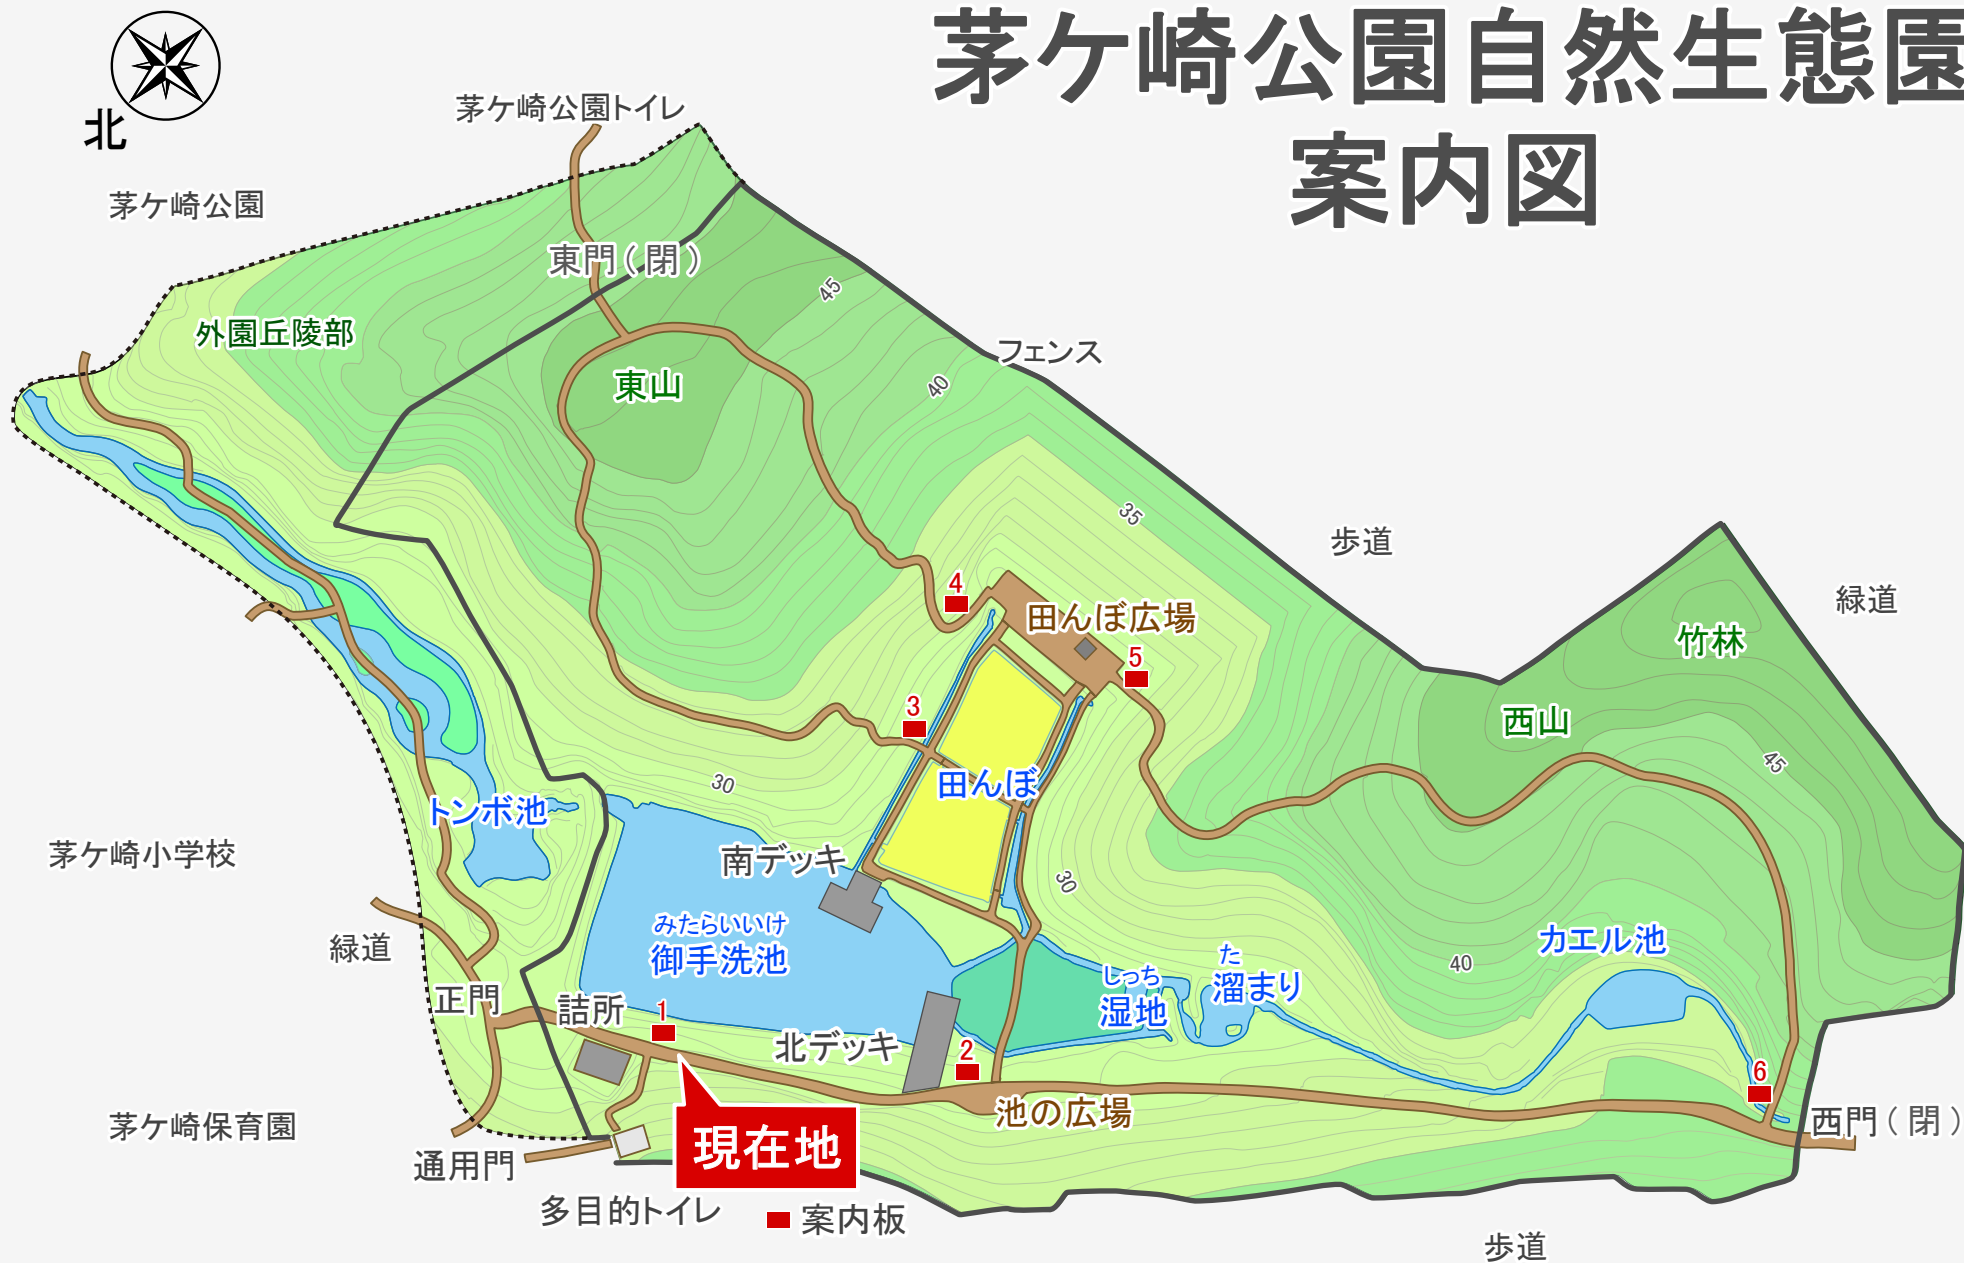 茅ケ崎公園自然生態園
案内図
北
茅ケ崎公園トイレ
茅ケ崎公園
東門（閉）
45
外園丘陵部
フェンス
東山
40
35
歩道
緑道
4
田んぼ広場
竹林
5
3
西山
45
30
田んぼ
トンボ池
茅ケ崎小学校
南デッキ
30
みたらいいけ
御手洗池
緑道
カエル池
40
た
溜まり
しっち
湿地
正門
詰所
1
北デッキ
2
6
池の広場
茅ケ崎保育園
西門（閉）
現在地
通用門
多目的トイレ
案内板
歩道